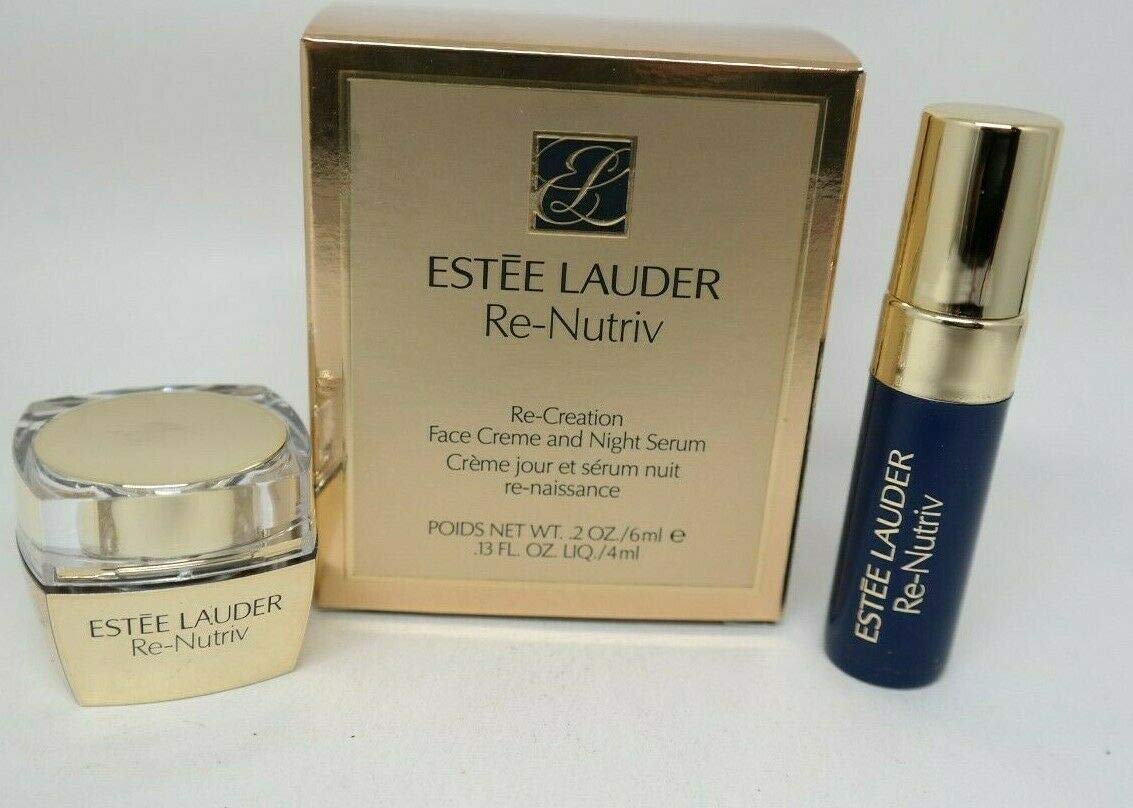 ESTĒE LAUDER
Re-Nutriv
Re-Creation
Face Creme and Night Serum
Crème jour et sérum nuit
re-naissance
POIDS NET WT. .2 OZ./6ml ℮
.13 FL. OZ. LIQ./4ml
ESTĒE LAUDER
Re-Nutriv
ESTĒE LAUDER
Re-Nutriv